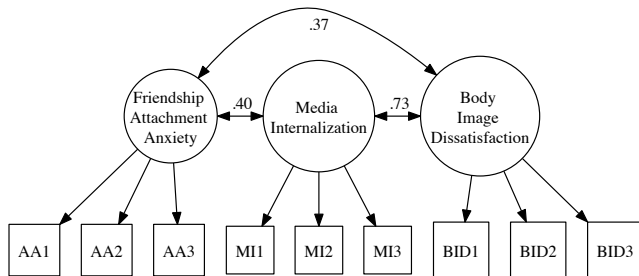 .37
Friendship
Attachment
Anxiety
.40
Media
Internalization
.73
Body
Image
Dissatisfaction
AA1
AA2
AA3
MI1
MI2
MI3
BID1
BID2
BID3